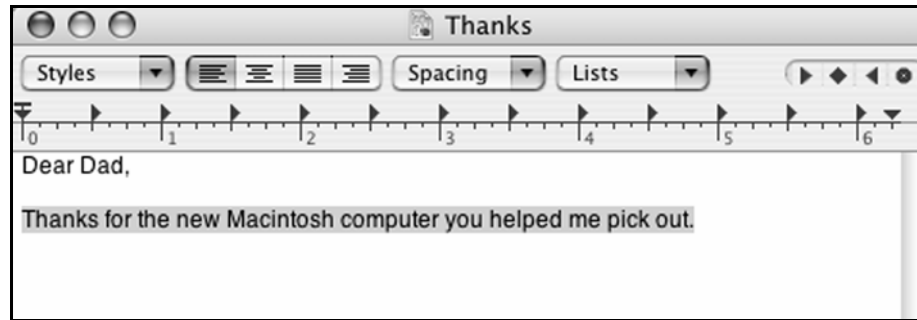 Thanks
Styles Spacing Lists
0 1 2 3 4 5 6
Dear Dad,
Thanks for the new Macintosh computer you helped me pick out.